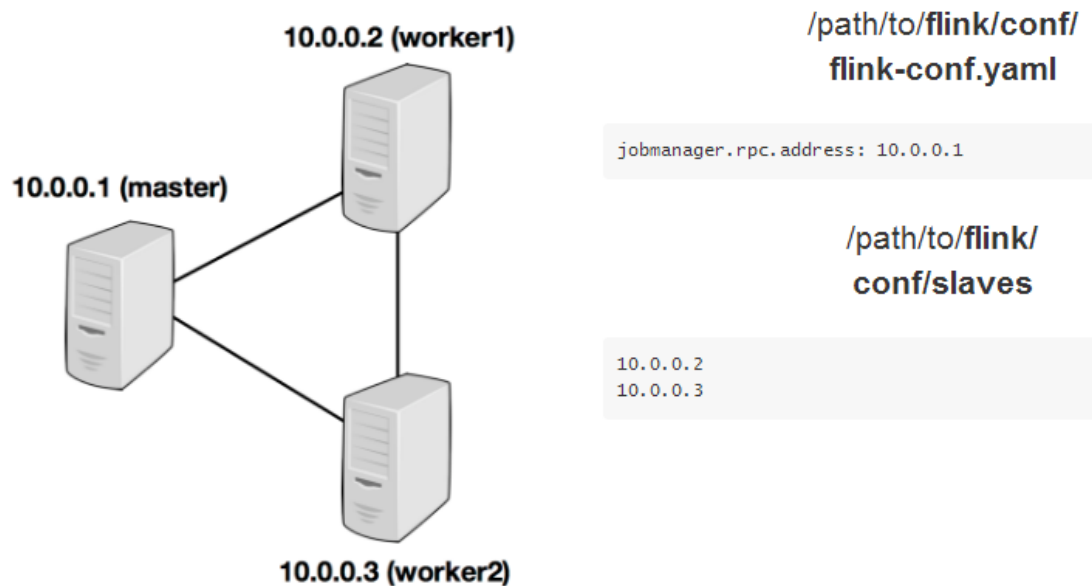 10.0.0.2 (worker1)
10.0.0.1 (master)
10.0.0.3 (worker2)
/path/to/flink/conf/
flink-conf.yaml
jobmanager.rpc.address: 10.0.0.1
/path/to/flink/
conf/slaves
10.0.0.2
10.0.0.3